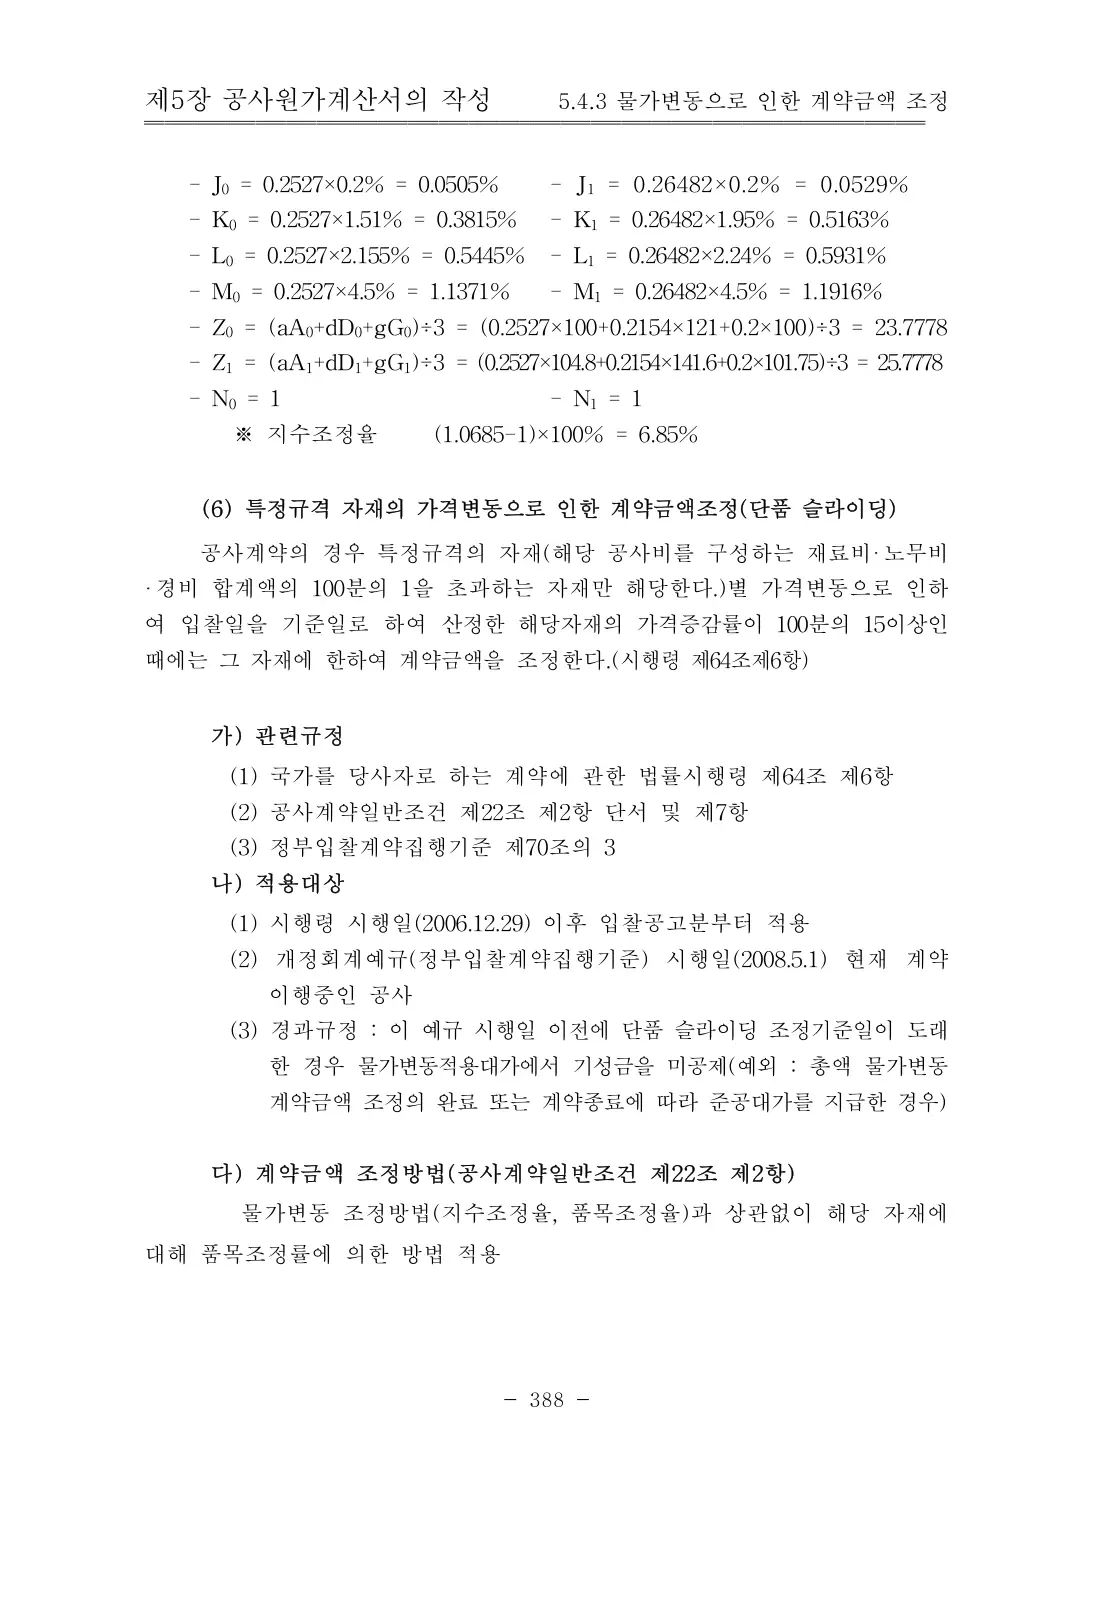 제5장 공사원가계산서의 작성 5.4.3 물가변동으로 인한 계약금액 조정
- J₀ = 0.2527×0.2% = 0.0505% - J₁ = 0.26482×0.2% = 0.0529%
- K₀ = 0.2527×1.51% = 0.3815% - K₁ = 0.26482×1.95% = 0.5163%
- L₀ = 0.2527×2.155% = 0.5445% - L₁ = 0.26482×2.24% = 0.5931%
- M₀ = 0.2527×4.5% = 1.1371% - M₁ = 0.26482×4.5% = 1.1916%
- Z₀ = (aA₀+dD₀+gG₀)÷3 = (0.2527×100+0.2154×121+0.2×100)÷3 = 23.7778
- Z₁ = (aA₁+dD₁+gG₁)÷3 = (0.2527×104.8+0.2154×141.6+0.2×101.75)÷3 = 25.7778
- N₀ = 1 - N₁ = 1
※ 지수조정율 (1.0685-1)×100% = 6.85%
(6) 특정규격 자재의 가격변동으로 인한 계약금액조정(단품 슬라이딩)
공사계약의 경우 특정규격의 자재(해당 공사비를 구성하는 재료비·노무비
·경비 합계액의 100분의 1을 초과하는 자재만 해당한다.)별 가격변동으로 인하
여 입찰일을 기준일로 하여 산정한 해당자재의 가격증감률이 100분의 15이상인
때에는 그 자재에 한하여 계약금액을 조정한다.(시행령 제64조제6항)
가) 관련규정
(1) 국가를 당사자로 하는 계약에 관한 법률시행령 제64조 제6항
(2) 공사계약일반조건 제22조 제2항 단서 및 제7항
(3) 정부입찰계약집행기준 제70조의 3
나) 적용대상
(1) 시행령 시행일(2006.12.29) 이후 입찰공고분부터 적용
(2) 개정회계예규(정부입찰계약집행기준) 시행일(2008.5.1) 현재 계약
이행중인 공사
(3) 경과규정 : 이 예규 시행일 이전에 단품 슬라이딩 조정기준일이 도래
한 경우 물가변동적용대가에서 기성금을 미공제(예외 : 총액 물가변동
계약금액 조정의 완료 또는 계약종료에 따라 준공대가를 지급한 경우)
다) 계약금액 조정방법(공사계약일반조건 제22조 제2항)
물가변동 조정방법(지수조정율, 품목조정율)과 상관없이 해당 자재에
대해 품목조정률에 의한 방법 적용
- 388 -